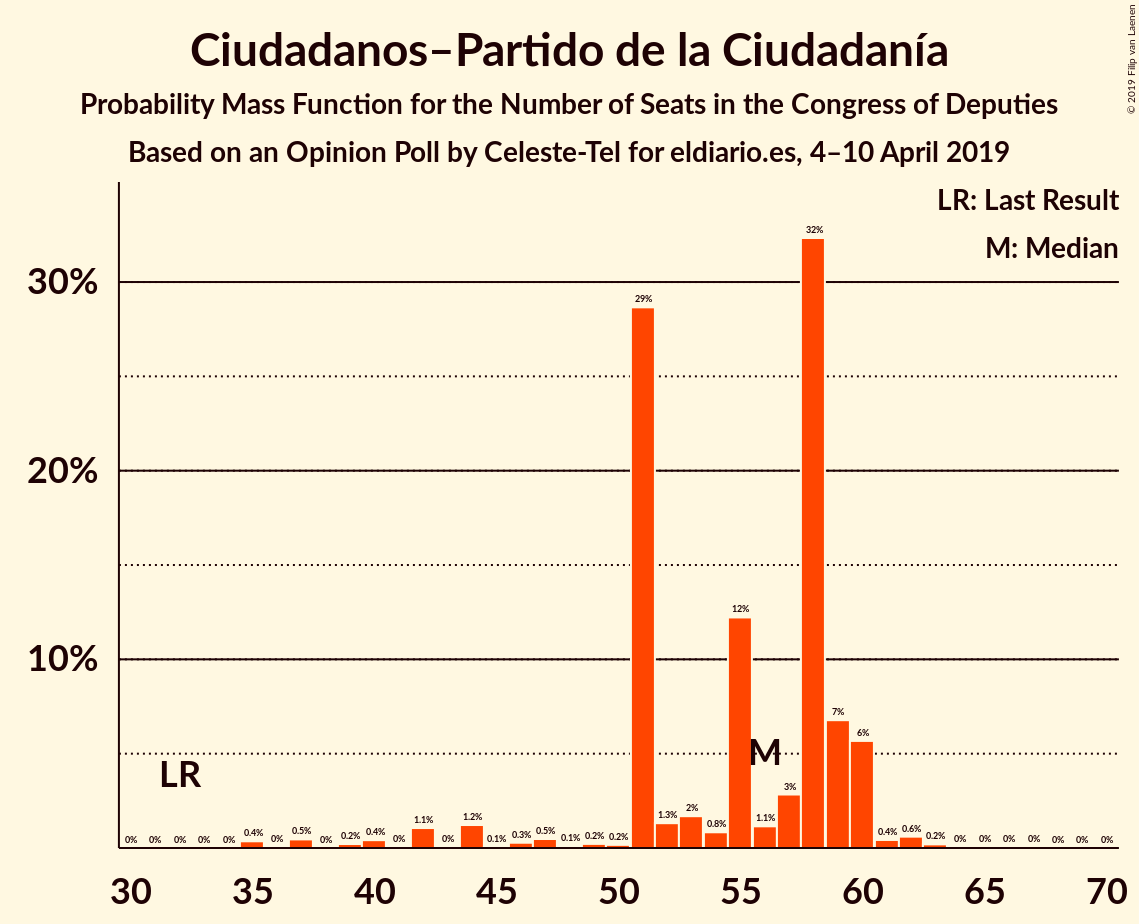 Ciudadanos–Partido de la Ciudadanía
Probability Mass Function for the Number of Seats in the Congress of Deputies
Based on an Opinion Poll by Celeste-Tel for eldiario.es, 4–10 April 2019
© 2019 Filip van Laenen
LR: Last Result
M: Median
30%
20%
10%
LR
M
0% 0% 0% 0% 0% 0.4% 0% 0.5% 0% 0.2% 0.4% 0% 1.1% 0% 1.2% 0.1% 0.3% 0.5% 0.1% 0.2% 0.2% 29% 1.3% 2% 0.8% 12% 1.1% 3% 32% 7% 6% 0.4% 0.6% 0.2% 0% 0% 0% 0% 0% 0% 0%
30 35 40 45 50 55 60 65 70